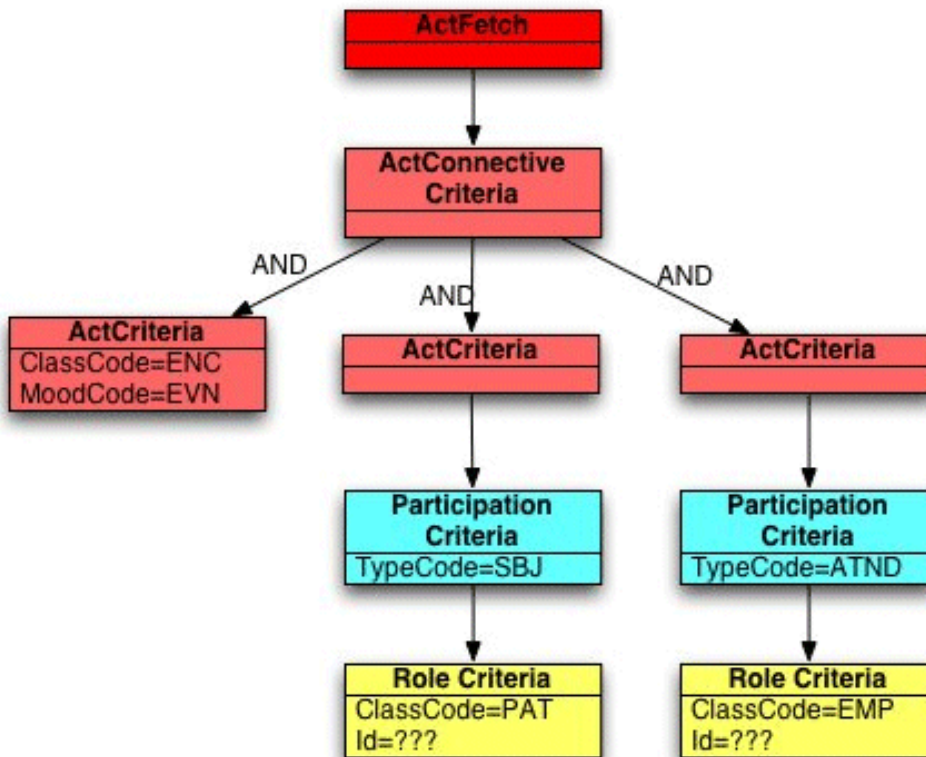 ActFetch
ActConnective
Criteria
AND
AND
AND
ActCriteria
ClassCode=ENC
MoodCode=EVN
ActCriteria
ActCriteria
Participation
Criteria
TypeCode=SBJ
Participation
Criteria
TypeCode=ATND
Role Criteria
ClassCode=PAT
Id=???
Role Criteria
ClassCode=EMP
Id=???